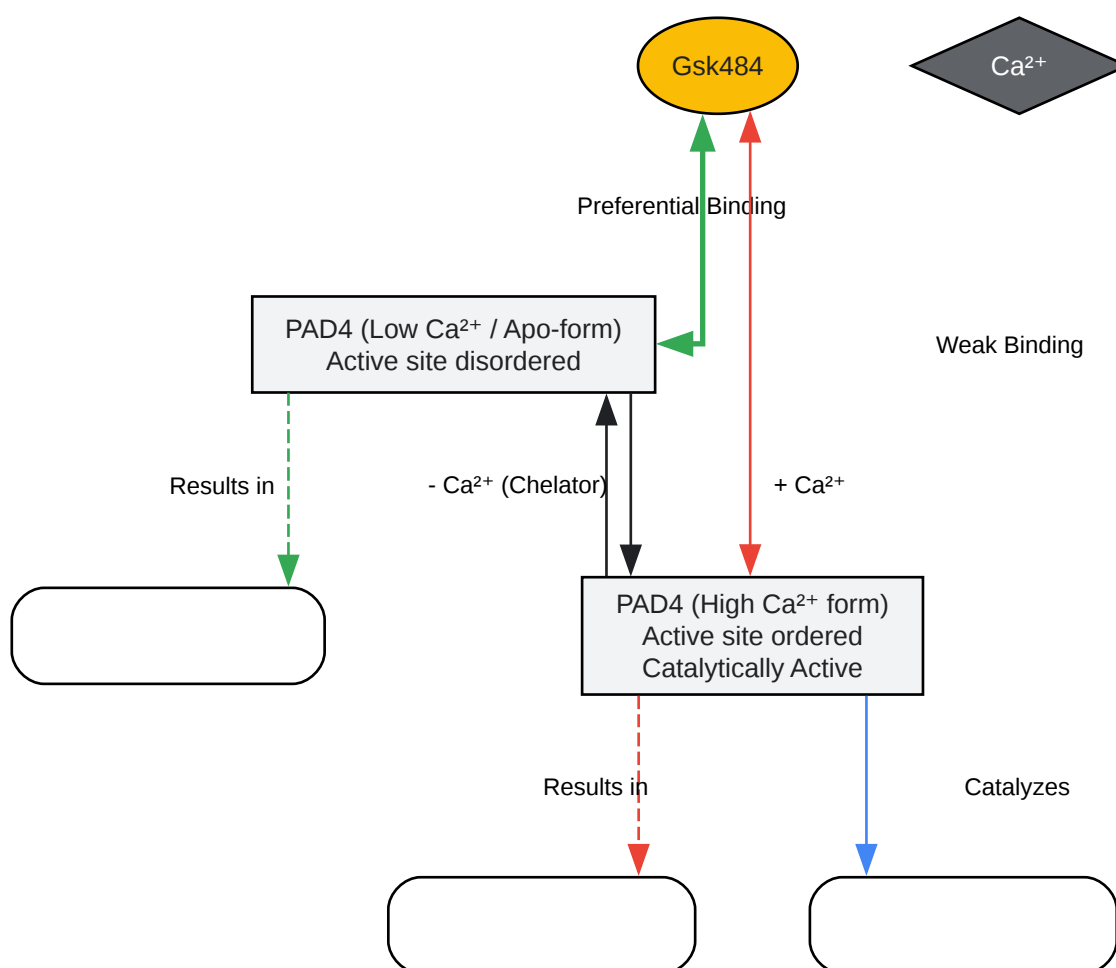 Gsk484
Ca²⁺
Preferential Binding
PAD4 (Low Ca²⁺ / Apo-form)
Active site disordered
Weak Binding
Results in
- Ca²⁺ (Chelator)
+ Ca²⁺
PAD4 (High Ca²⁺ form)
Active site ordered
Catalytically Active
Results in
Catalyzes